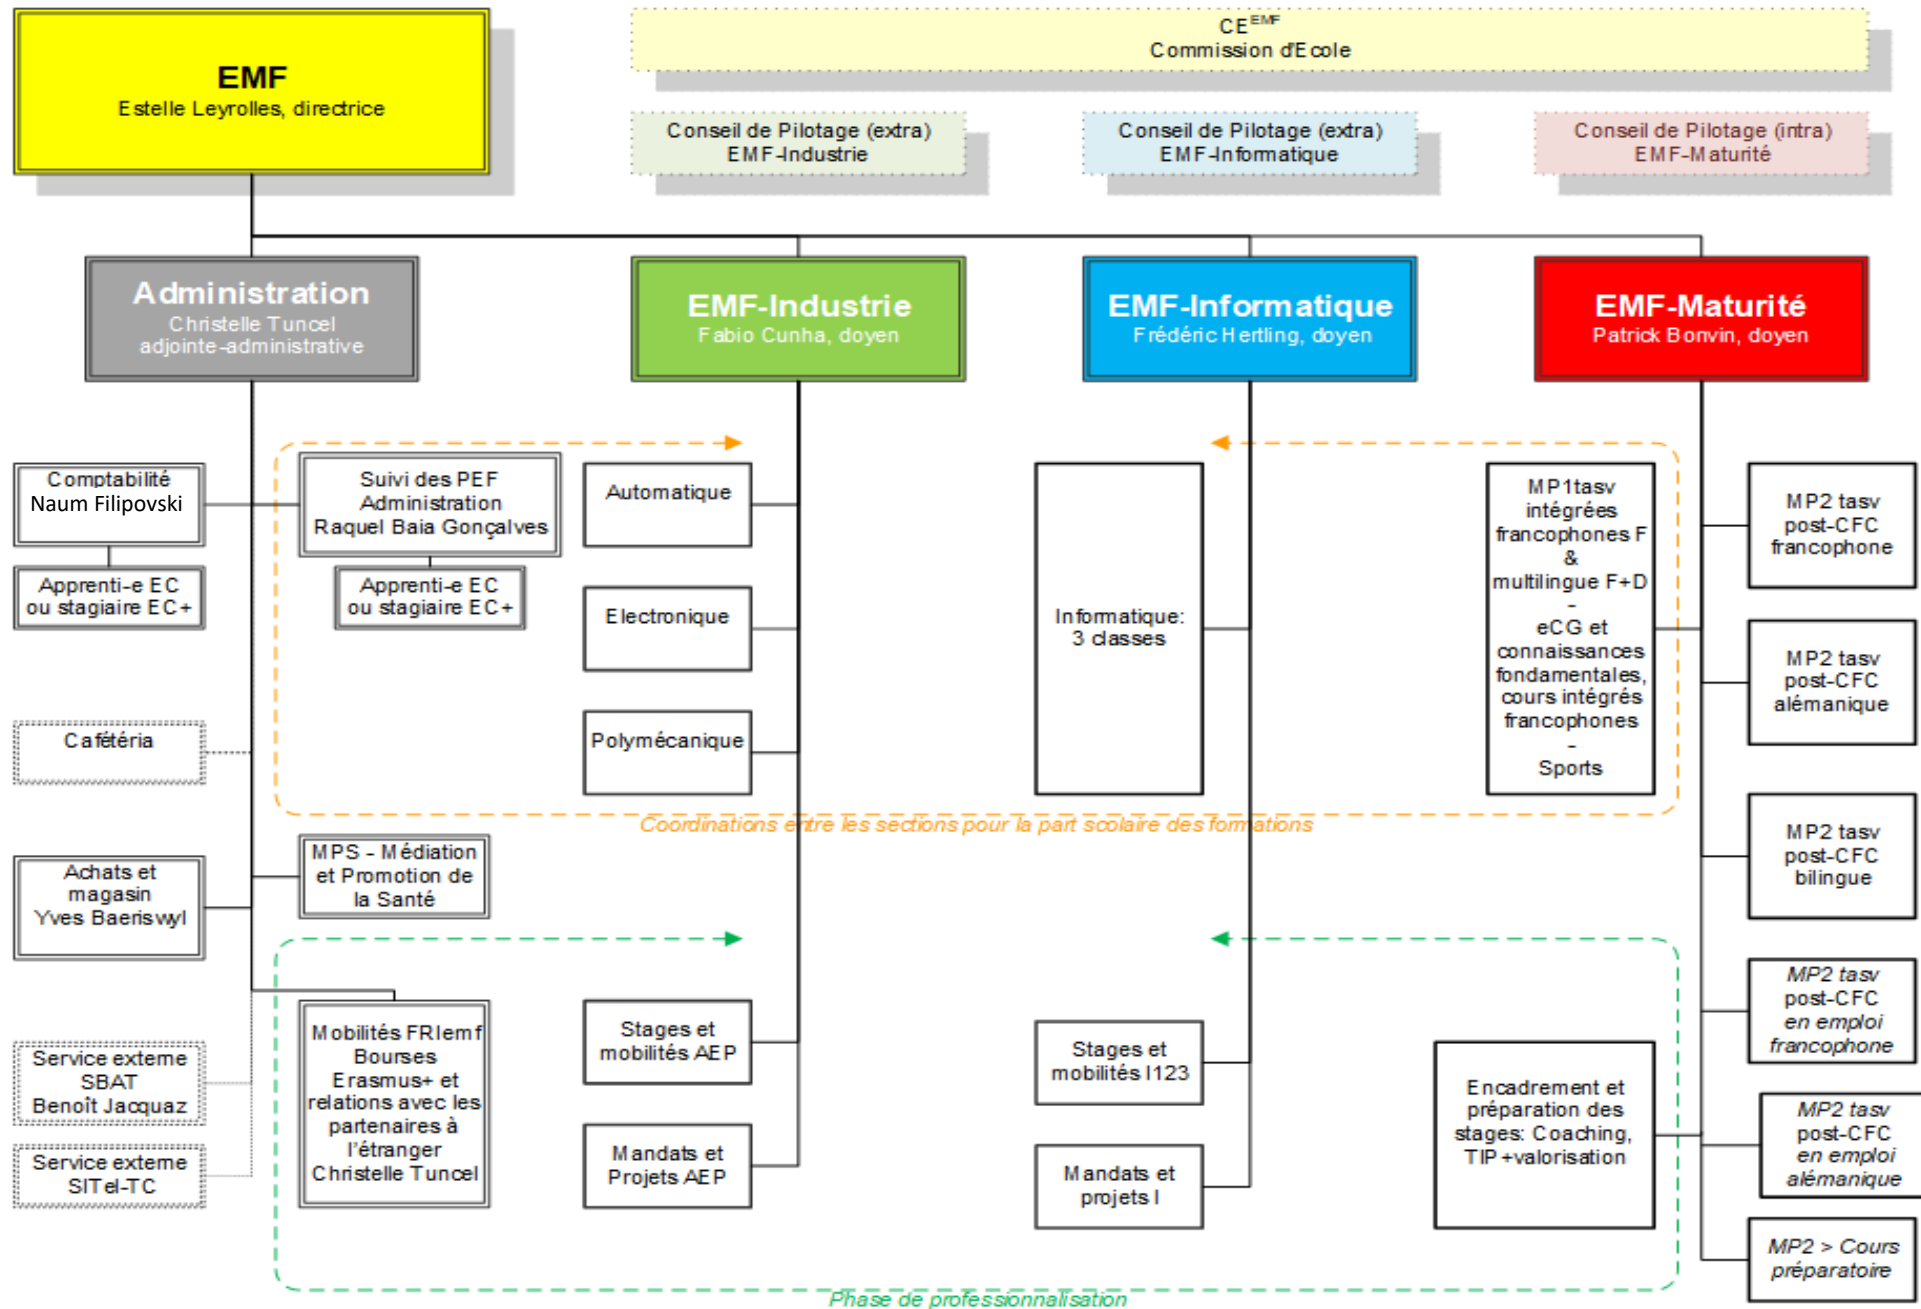 EMF
Estelle Leyrolles, directrice
CE^EMF
Commission d'Ecole
Conseil de Pilotage (extra)
EMF-Industrie
Conseil de Pilotage (extra)
EMF-Informatique
Conseil de Pilotage (intra)
EMF-Maturité
Administration
Christelle Tuncel
adjointe-administrative
EMF-Industrie
Fabio Cunha, doyen
EMF-Informatique
Frédéric Hertling, doyen
EMF-Maturité
Patrick Bonvin, doyen
Comptabilité
Naum Filipovski
Apprenti-e EC
ou stagiaire EC+
Suivi des PEF
Administration
Raquel Baia Gonçalves
Apprenti-e EC
ou stagiaire EC+
Cafétéria
Achats et
magasin
Yves Baeriswyl
MPS - Médiation
et Promotion de
la Santé
Service externe
SBAT
Benoît Jacquaz
Service externe
SITel-TC
Mobilités FRIemf
Bourses
Erasmus+ et
relations avec les
partenaires à
l'étranger
Christelle Tuncel
Automatique
Electronique
Polymécanique
Stages et
mobilités AEP
Mandats et
Projets AEP
Informatique:
3 classes
Stages et
mobilités I123
Mandats et
projets I
MP1tasv
intégrées
francophones F
&
multilingue F+D
-
eCG et
connaissances
fondamentales,
cours intégrés
francophones
-
Sports
Encadrement et
préparation des
stages: Coaching,
TIP+valorisation
MP2 tasv
post-CFC
francophone
MP2 tasv
post-CFC
alémanique
MP2 tasv
post-CFC
bilingue
MP2 tasv
post-CFC
en emploi
francophone
MP2 tasv
post-CFC
en emploi
alémanique
MP2 > Cours
préparatoire
Coordinations entre les sections pour la part scolaire des formations
Phase de professionnalisation